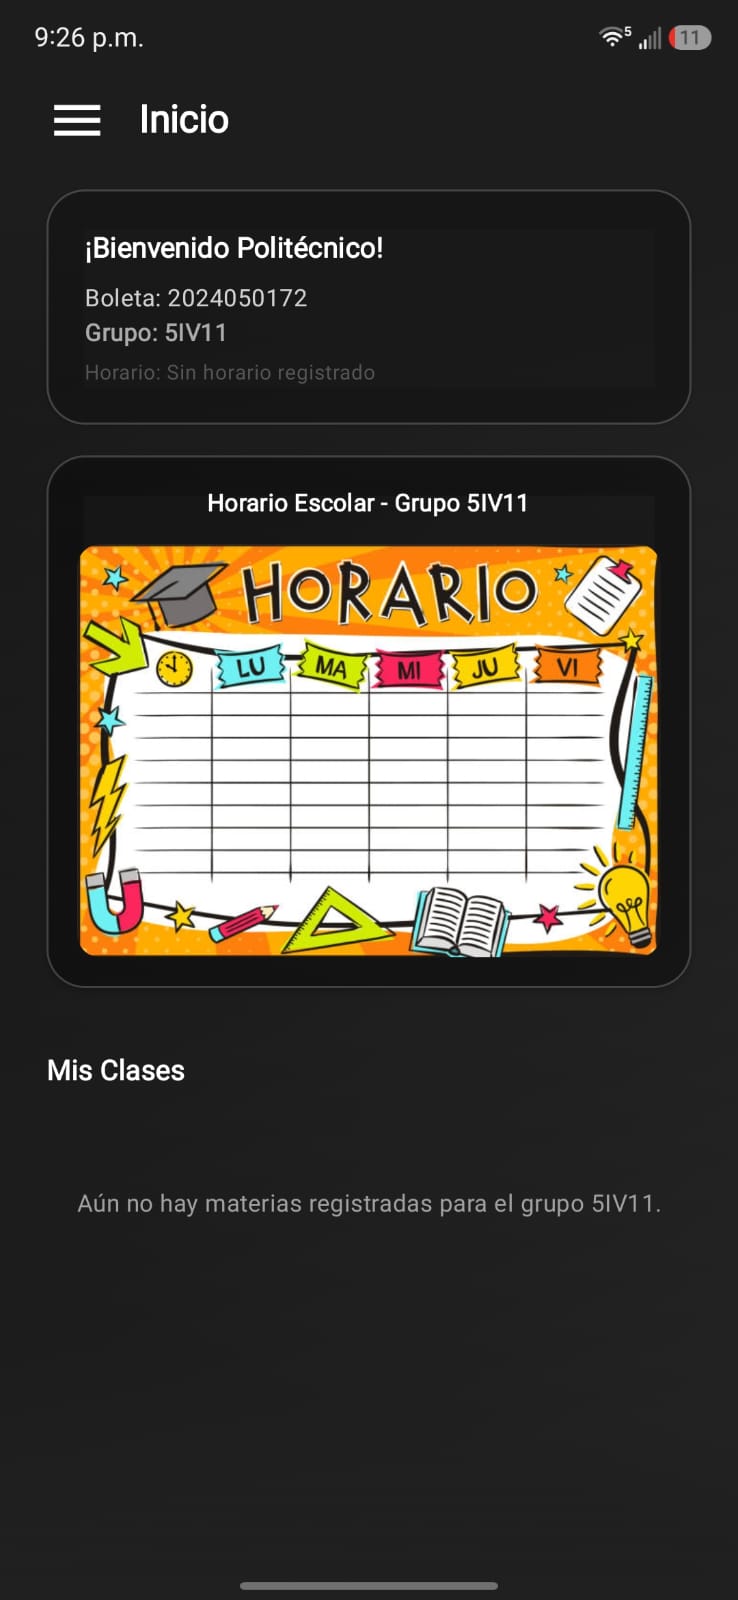 9:26 p.m.
5
11
Inicio
¡Bienvenido Politécnico!
Boleta: 2024050172
Grupo: 5IV11
Horario: Sin horario registrado
Horario Escolar - Grupo 5IV11
HORARIO
LU MA MI JU VI
Mis Clases
Aún no hay materias registradas para el grupo 5IV11.